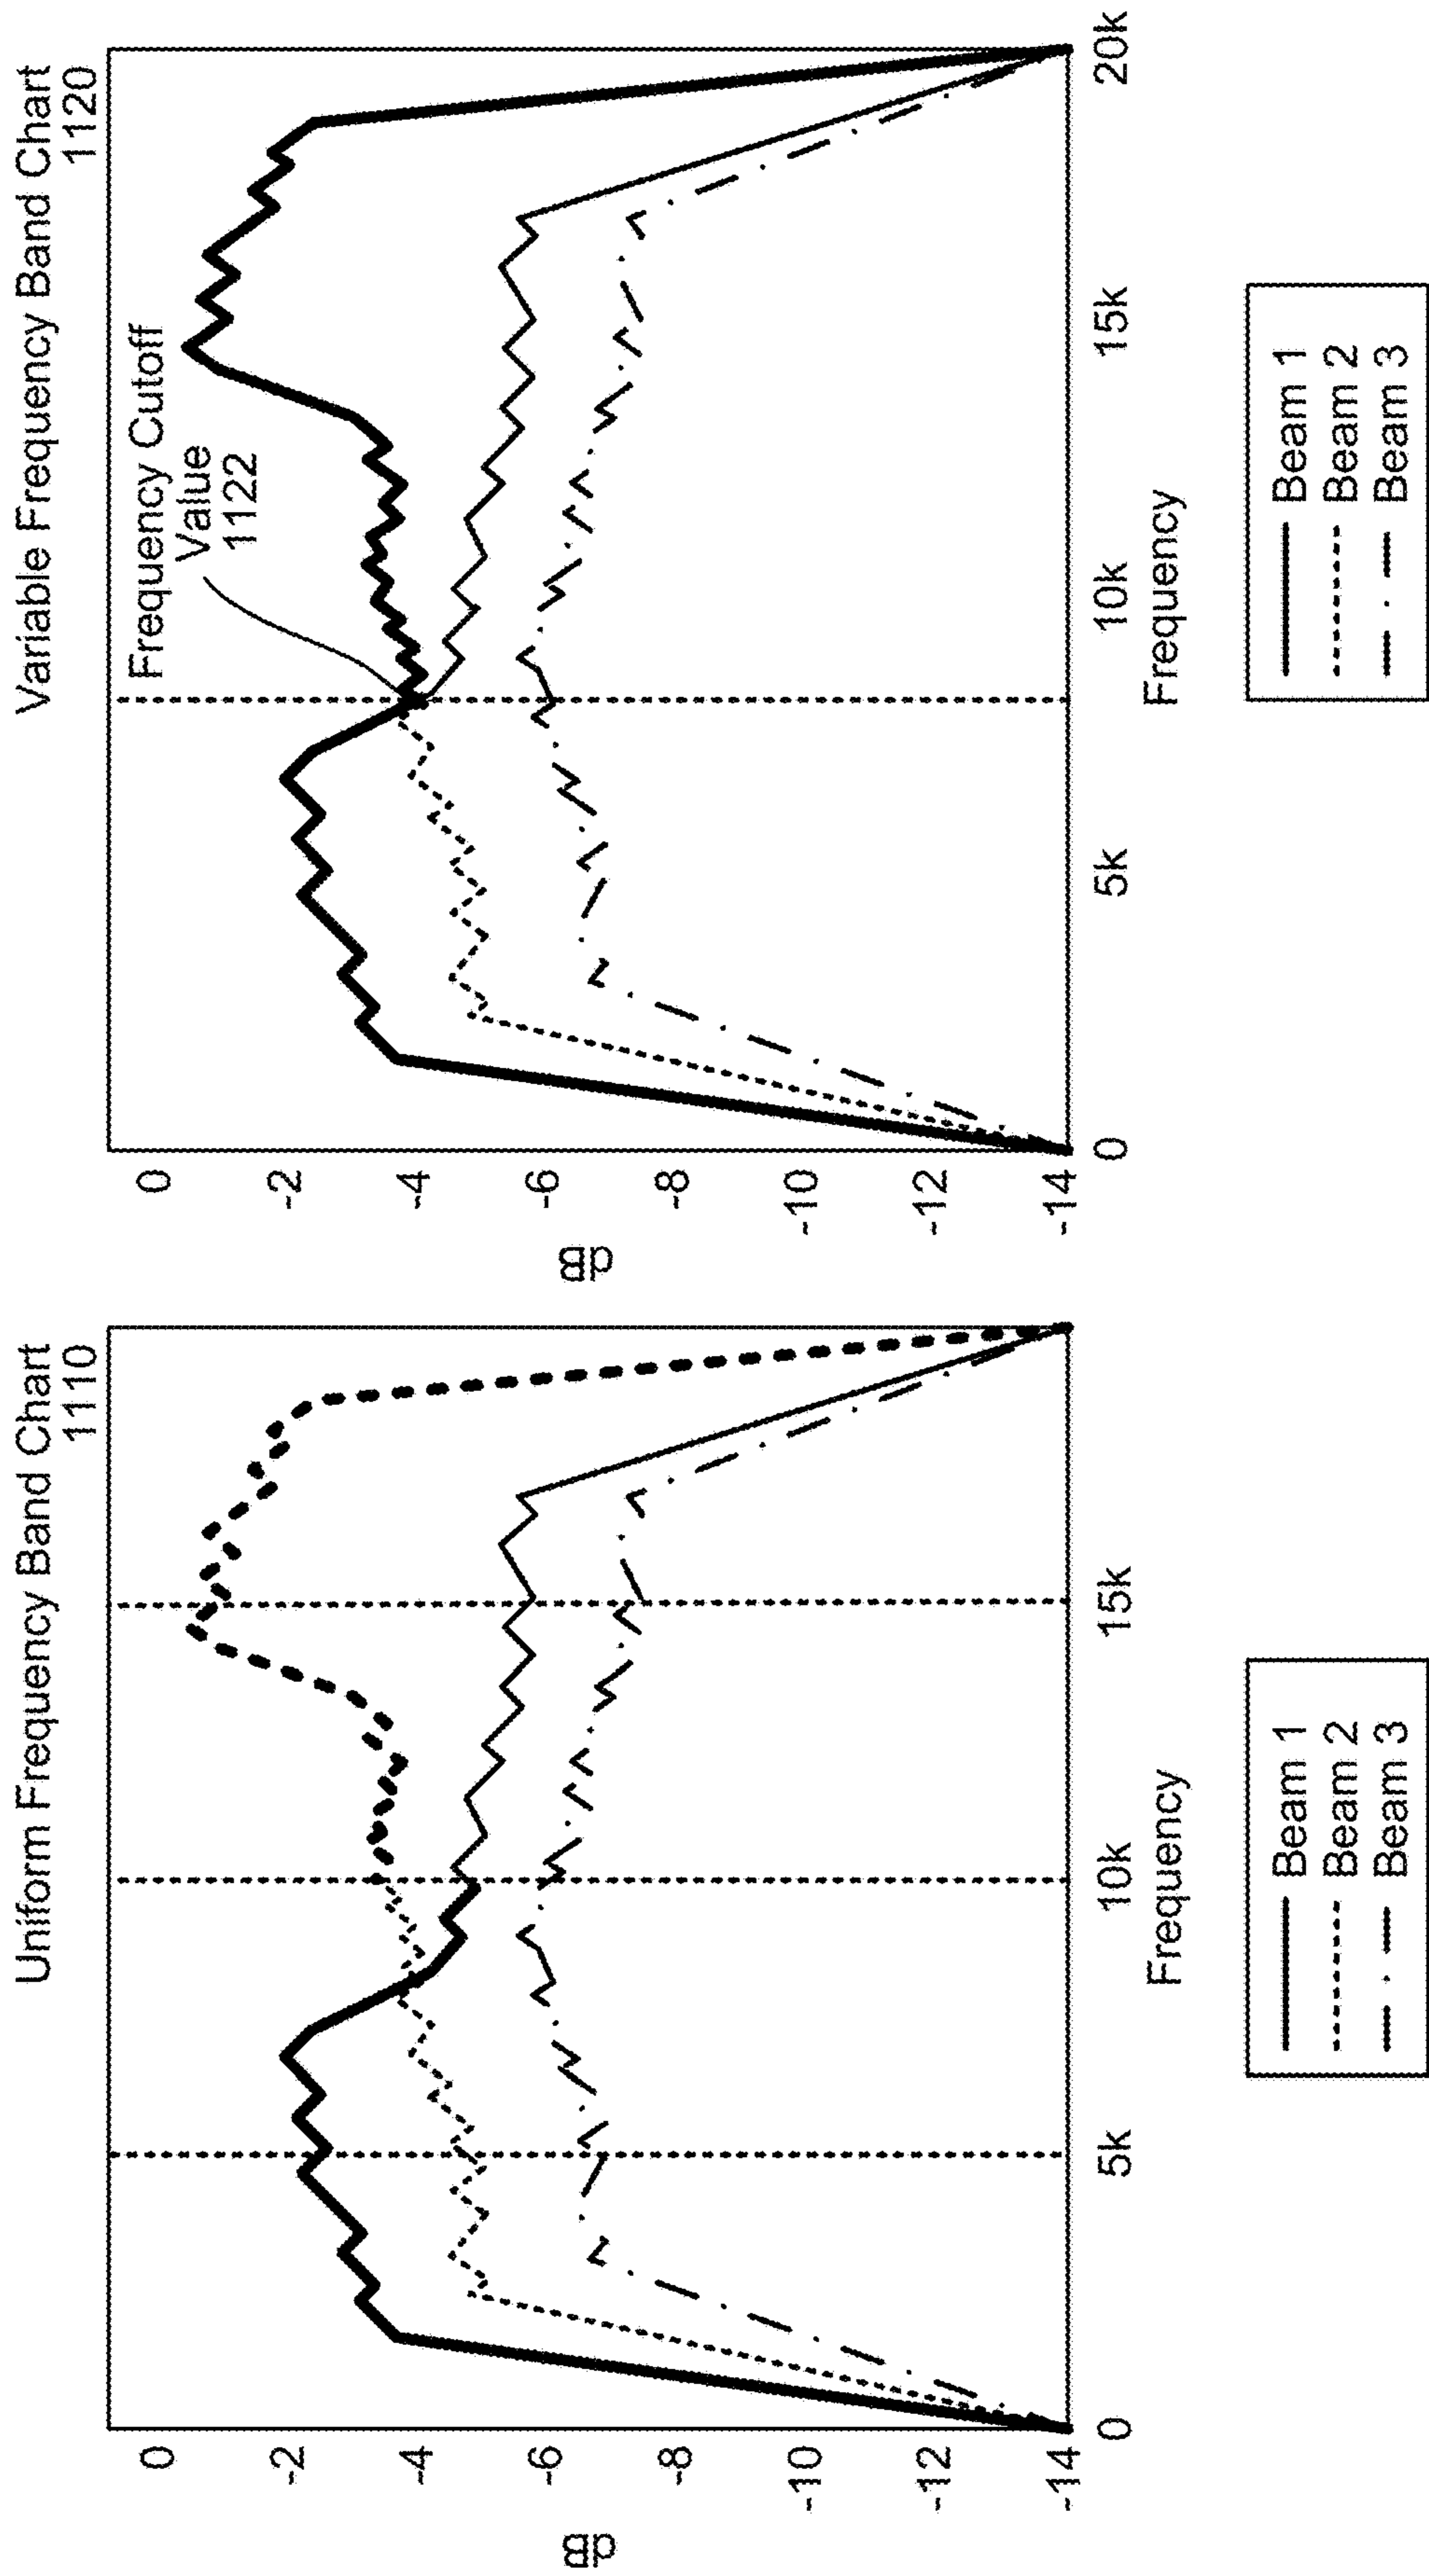 Uniform Frequency Band Chart
1110
dB
0
-2
-4
-6
-8
-10
-12
-14
0
5k
10k
15k
Frequency
Beam 1
Beam 2
Beam 3
Variable Frequency Band Chart
1120
Frequency Cutoff
Value
1122
dB
0
-2
-4
-6
-8
-10
-12
-14
0
5k
10k
15k
20k
Frequency
Beam 1
Beam 2
Beam 3